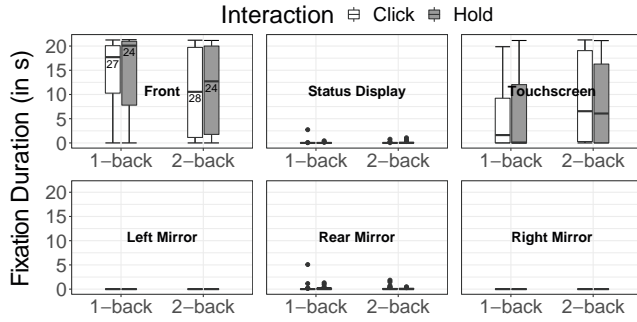 Interaction Click Hold
Fixation Duration (in s)
20
15
10
5
0
27
24
28
24
Front
Status Display
Touchscreen
1−back 2−back 1−back 2−back 1−back 2−back
20
15
10
5
0
Left Mirror
Rear Mirror
Right Mirror
1−back 2−back 1−back 2−back 1−back 2−back